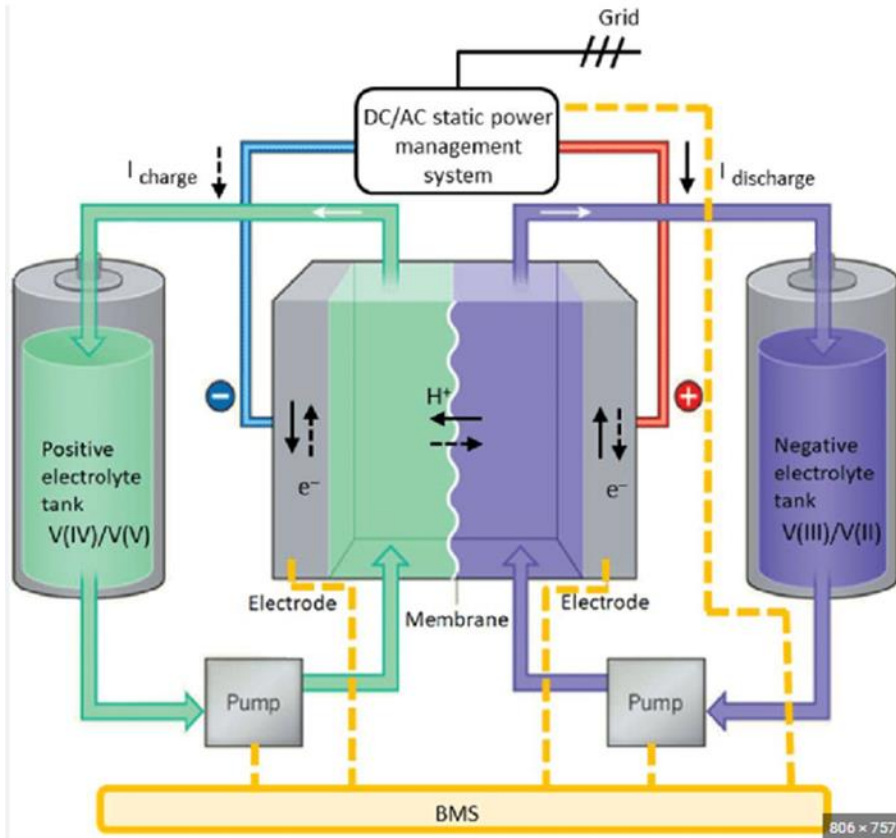 Grid
DC/AC static power
management
system
I charge
I discharge
−
+
H⁺
Positive
electrolyte
tank
V(IV)/V(V)
e⁻
e⁻
Negative
electrolyte
tank
V(III)/V(II)
Electrode
Membrane
Electrode
Pump
Pump
BMS
806 × 757